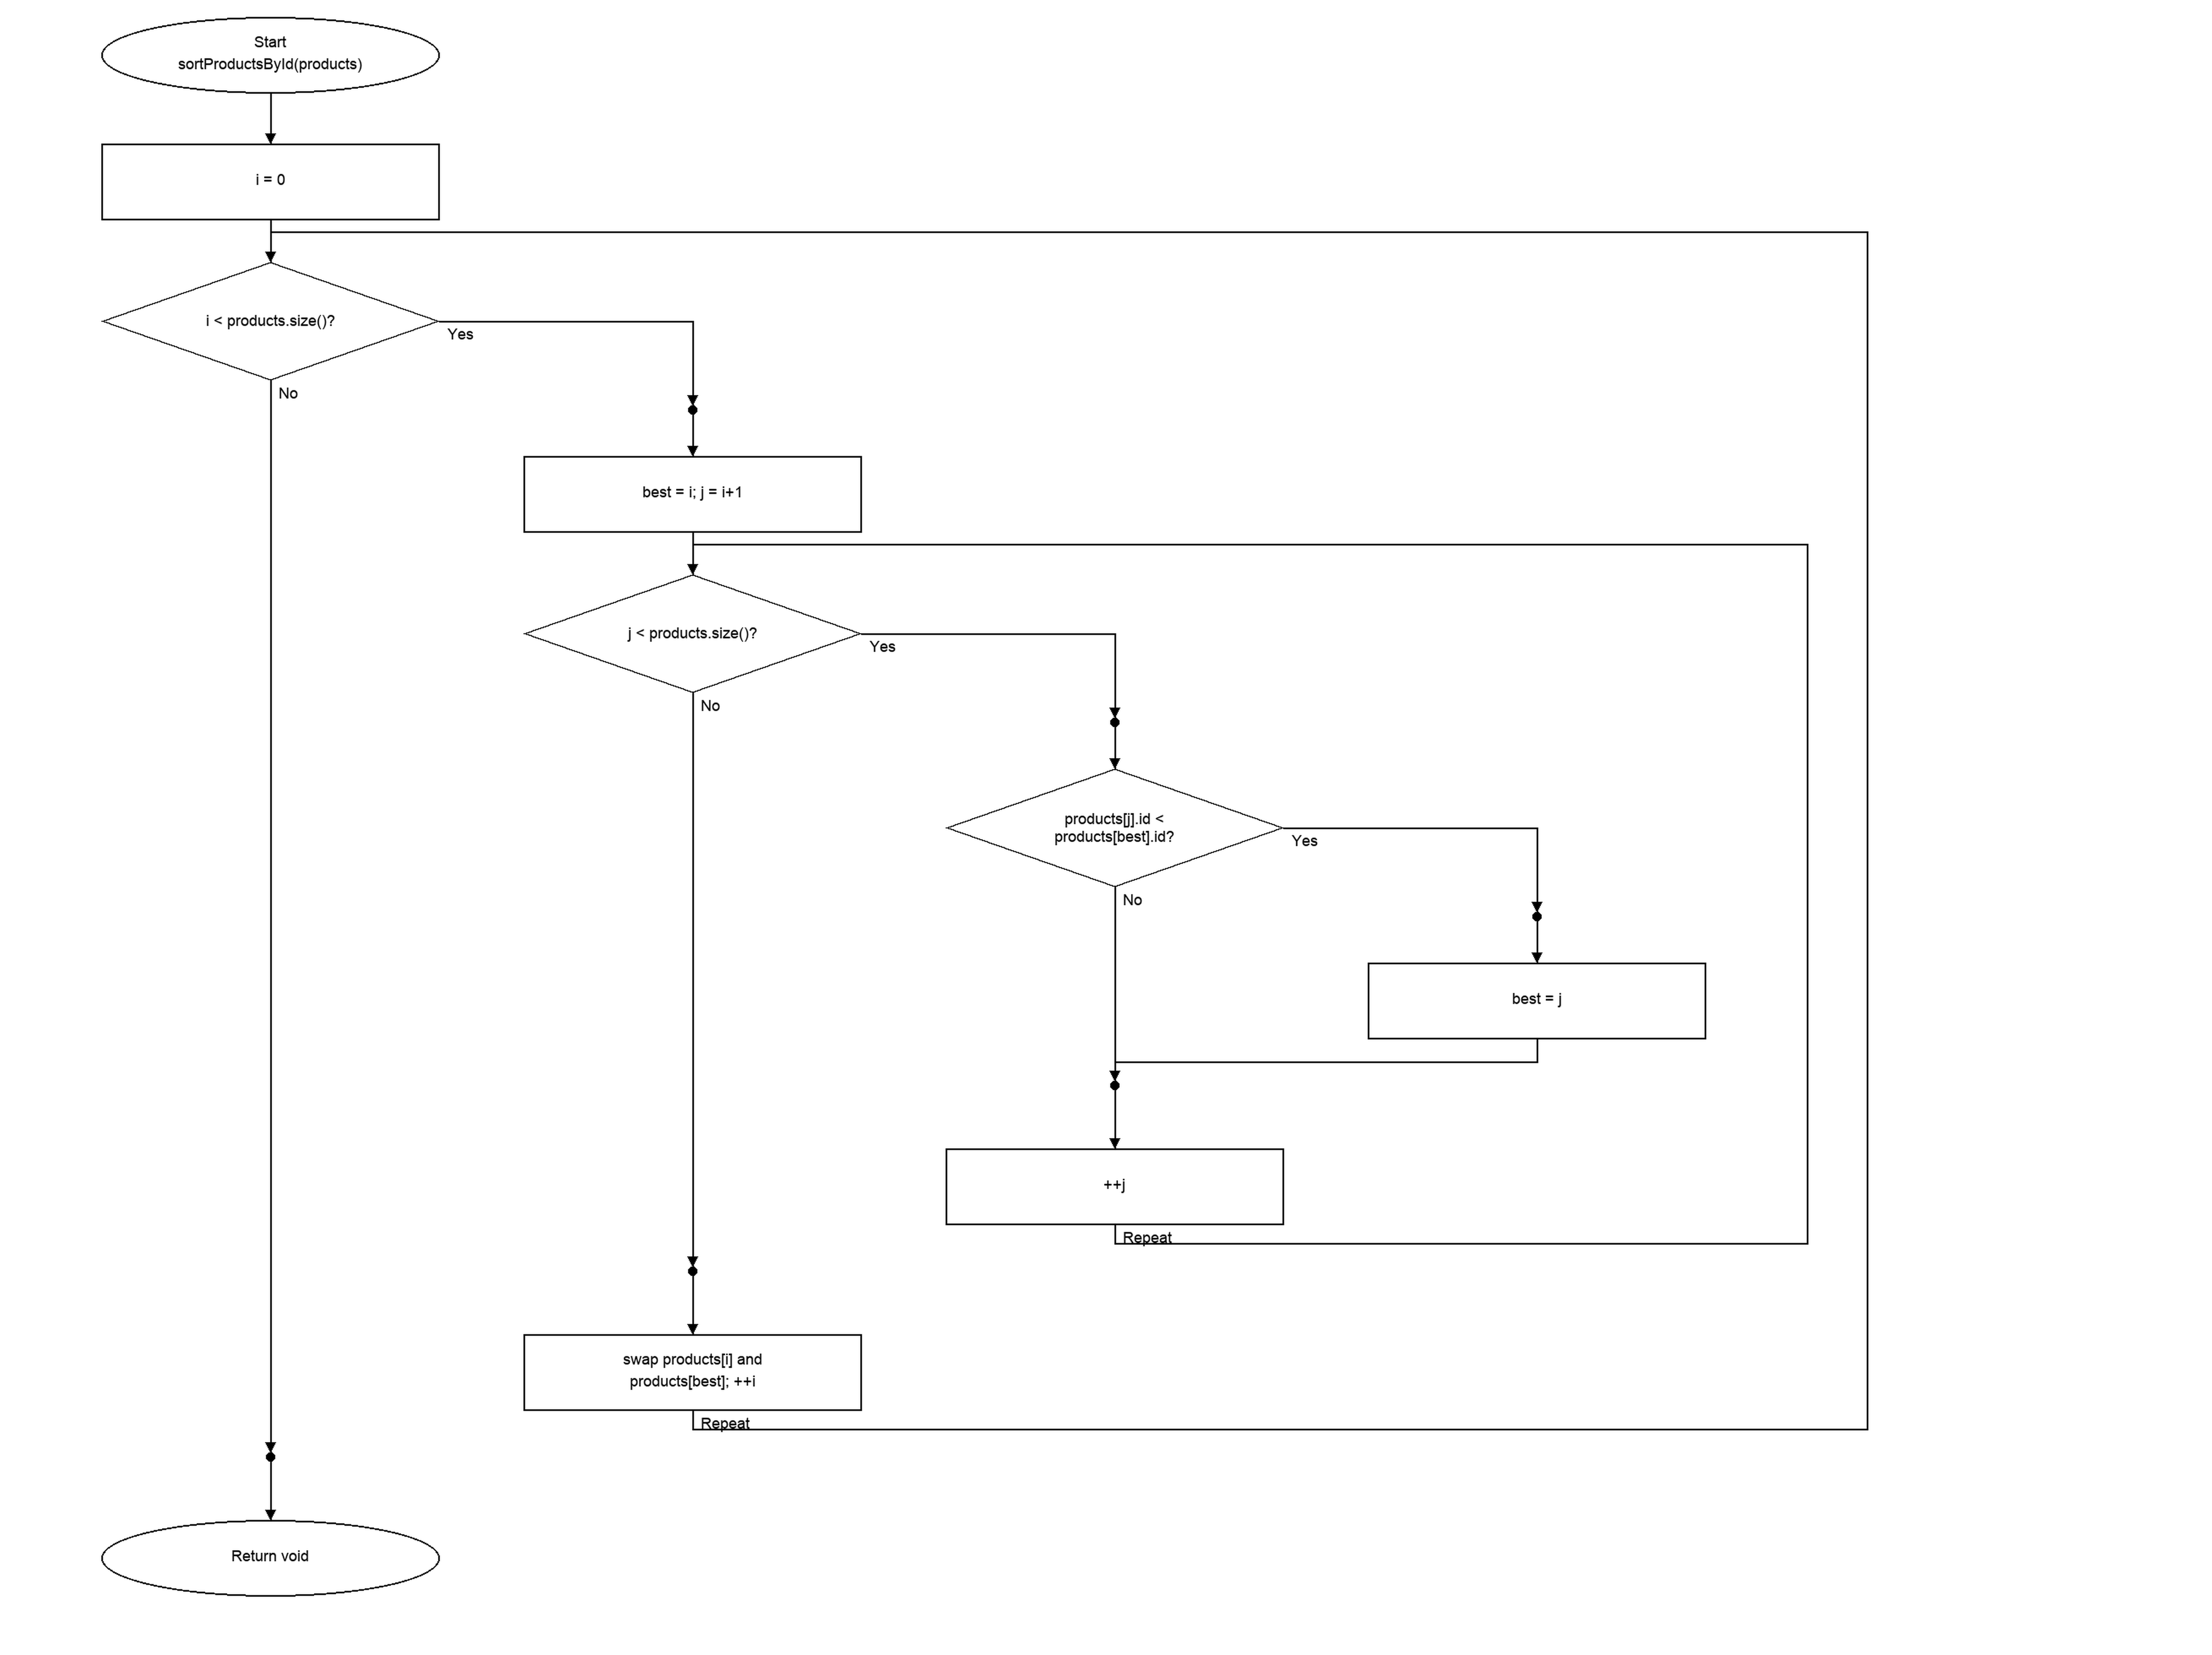 Start
sortProductsById(products)
i = 0
i < products.size()?
Yes
No
best = i; j = i+1
j < products.size()?
Yes
No
products[j].id <
products[best].id?
Yes
No
best = j
++j
Repeat
swap products[i] and
products[best]; ++i
Repeat
Return void